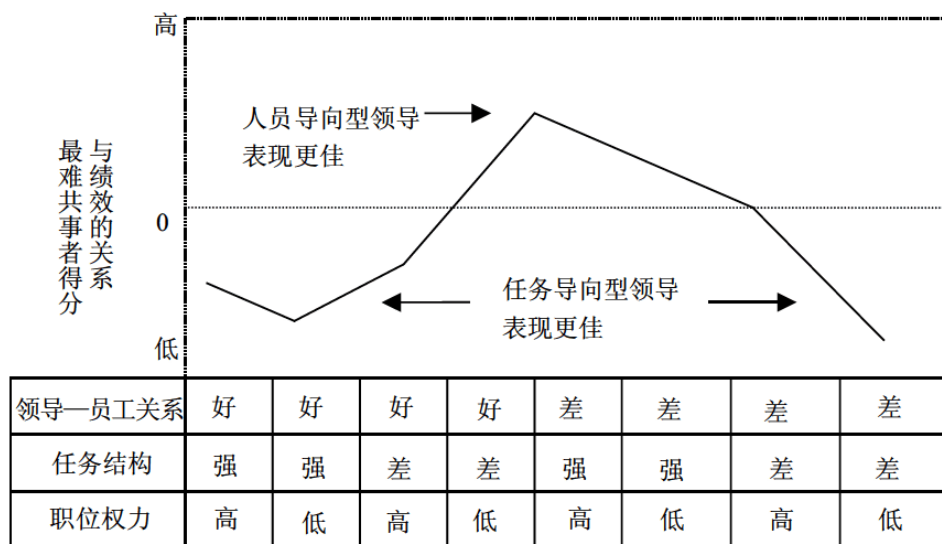 高
人员导向型领导
表现更佳
最难共事者得分
与绩效的关系
0
任务导向型领导
表现更佳
低
领导—员工关系 好 好 好 好 差 差 差 差
任务结构 强 强 差 差 强 强 差 差
职位权力 高 低 高 低 高 低 高 低